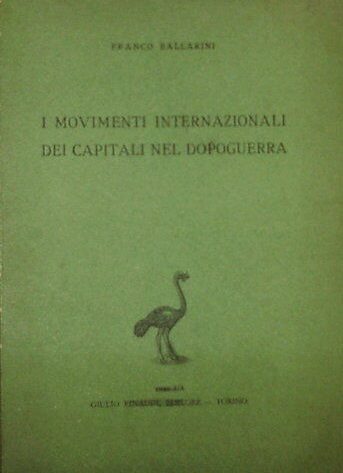 FRANCO BALLARINI
I MOVIMENTI INTERNAZIONALI
DEI CAPITALI NEL DOPOGUERRA
GIULIO EINAUDI, EDITORE — TORINO